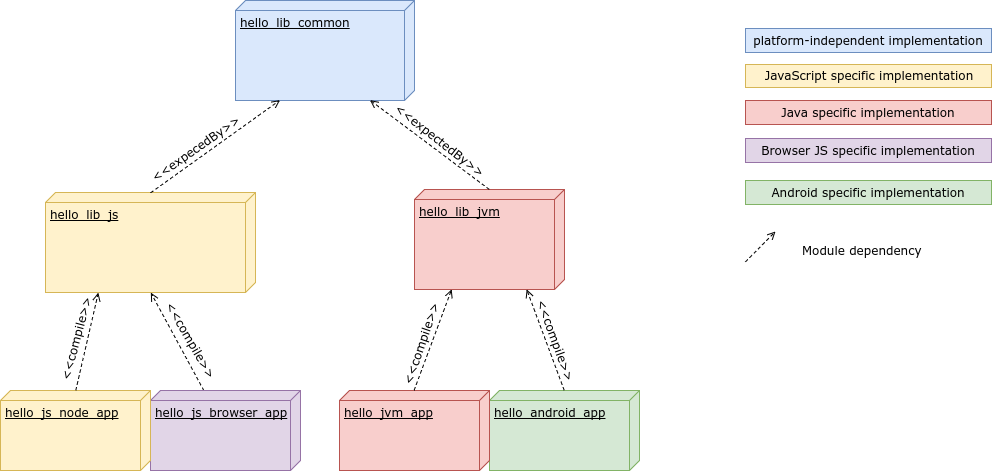 hello_lib_common
<<expecedBy>>
<<expectedBy>>
hello_lib_js
hello_lib_jvm
<<compile>>
<<compile>>
<<compile>>
<<compile>>
hello_js_node_app
hello_js_browser_app
hello_jvm_app
hello_android_app
platform-independent implementation
JavaScript specific implementation
Java specific implementation
Browser JS specific implementation
Android specific implementation
Module dependency